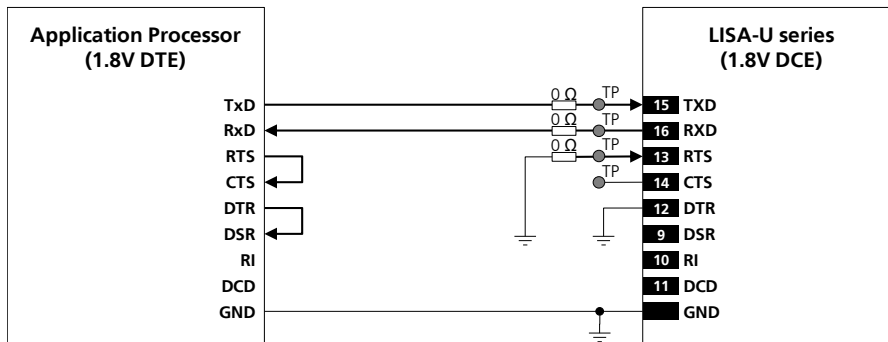 Application Processor
(1.8V DTE)
LISA-U series
(1.8V DCE)
0 Ω TP
TxD 15 TXD
0 Ω TP
RxD 16 RXD
0 Ω TP
RTS 13 RTS
TP
CTS 14 CTS
DTR 12 DTR
DSR 9 DSR
RI 10 RI
DCD 11 DCD
GND GND